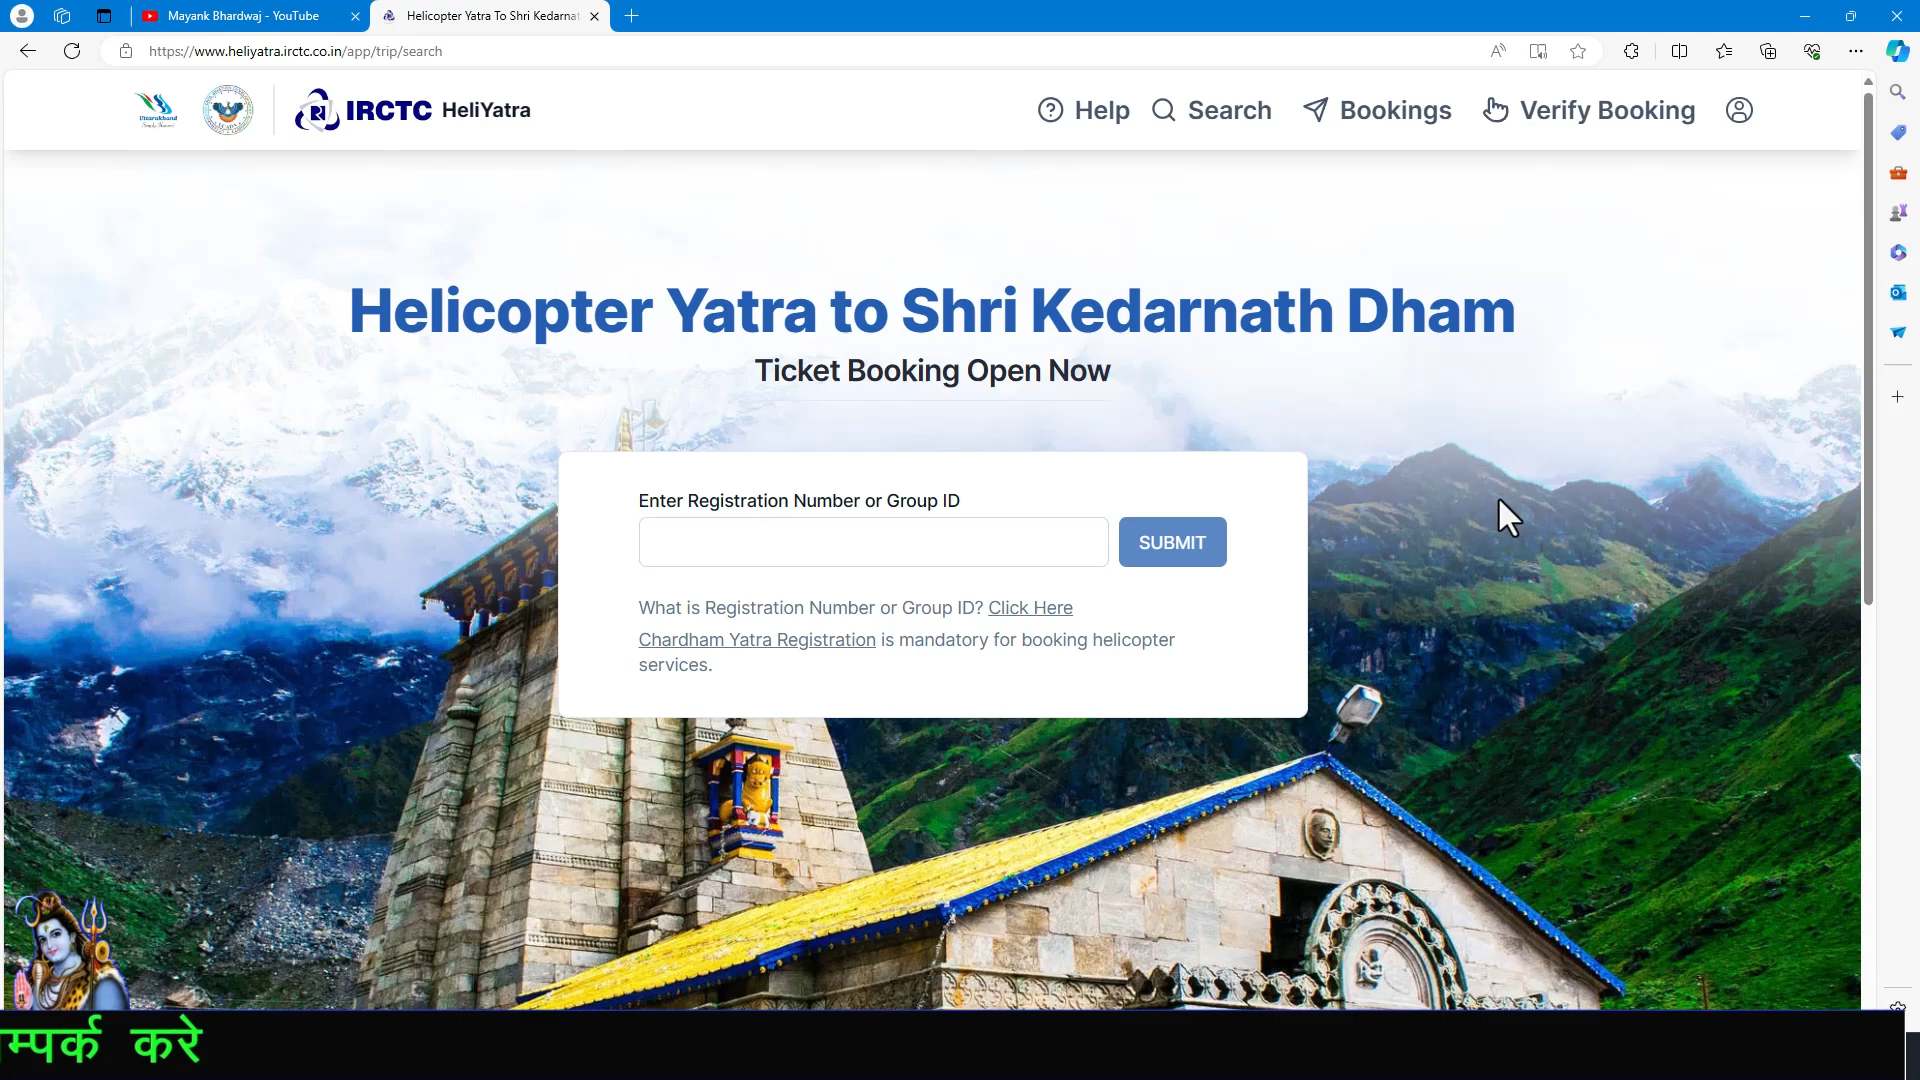 Mayank Bhardwaj - YouTube
Helicopter Yatra To Shri Kedarnat
https://www.heliyatra.irctc.co.in/app/trip/search
Uttarakhand
IRCTC HeliYatra
Help
Search
Bookings
Verify Booking
Helicopter Yatra to Shri Kedarnath Dham
Ticket Booking Open Now
Enter Registration Number or Group ID
SUBMIT
What is Registration Number or Group ID? Click Here
Chardham Yatra Registration is mandatory for booking helicopter
services.
म्पर्क करे